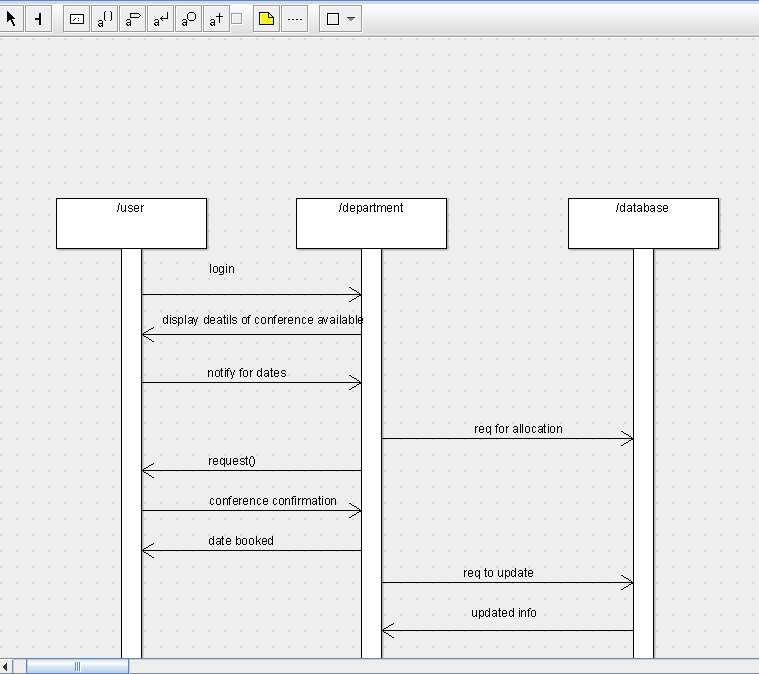 a() a a a a†
/user /department /database
login
display deatils of conference available
notify for dates
req for allocation
request()
conference confirmation
date booked
req to update
updated info